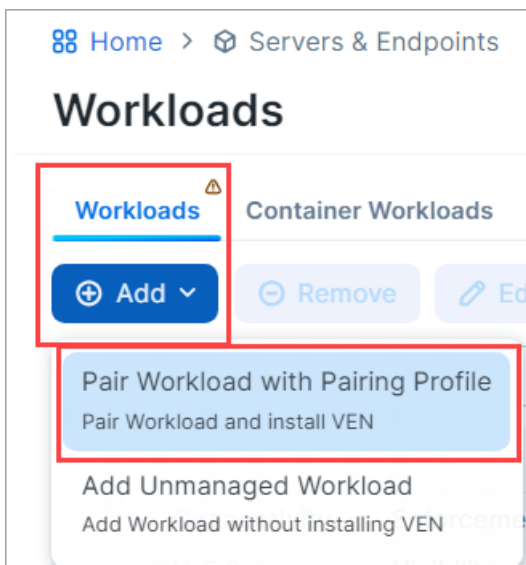 Home > Servers & Endpoints
Workloads
Workloads Container Workloads
Add Remove
Pair Workload with Pairing Profile
Pair Workload and install VEN
Add Unmanaged Workload
Add Workload without installing VEN